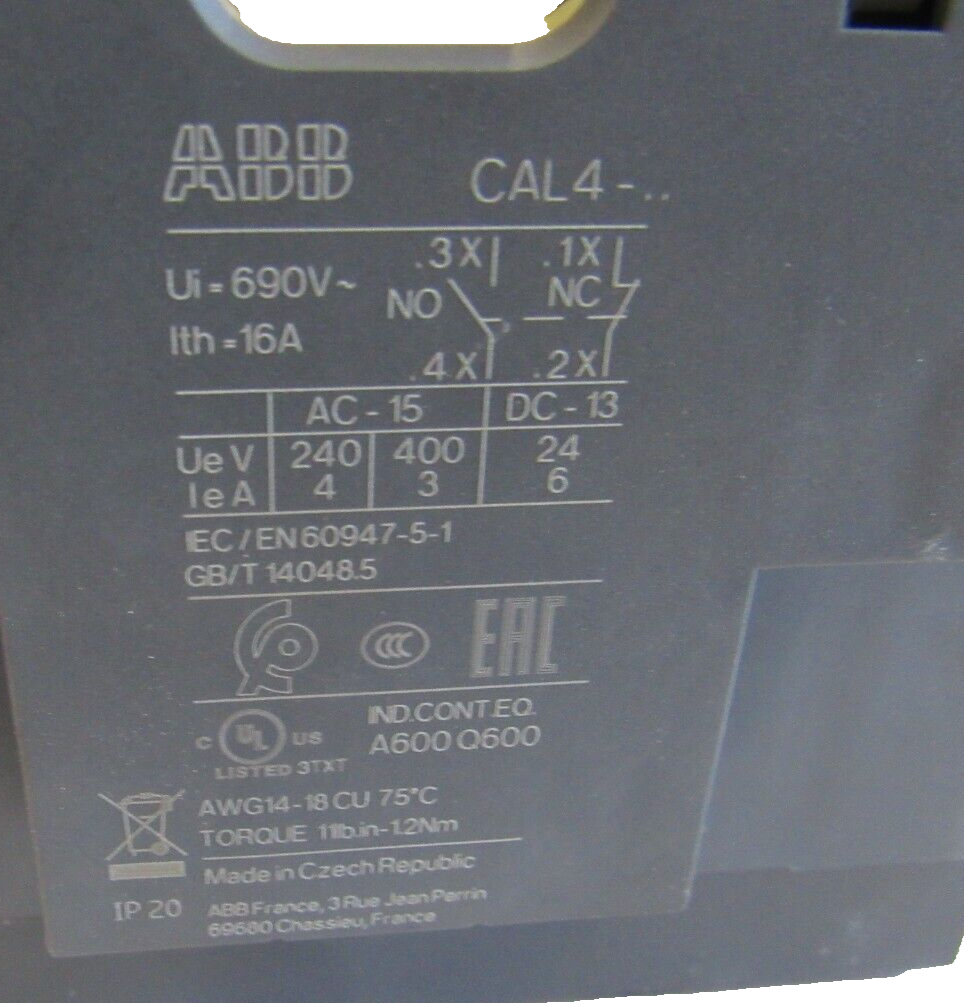 ABB CAL4-..
Ui=690V~ .3X .1X
NO NC
Ith=16A
.4X .2X
AC-15 DC-13
Ue V 240 400 24
Ie A 4 3 6
IEC/EN60947-5-1
GB/T 14048.5
CCC EAC
IND.CONT.EQ.
C UL US A600 Q600
LISTED 3TXT
AWG14-18 CU 75°C
TORQUE 11lb.in-1.2Nm
Made in Czech Republic
IP 20
ABB France, 3 Rue Jean Perrin
69680 Chassieu, France